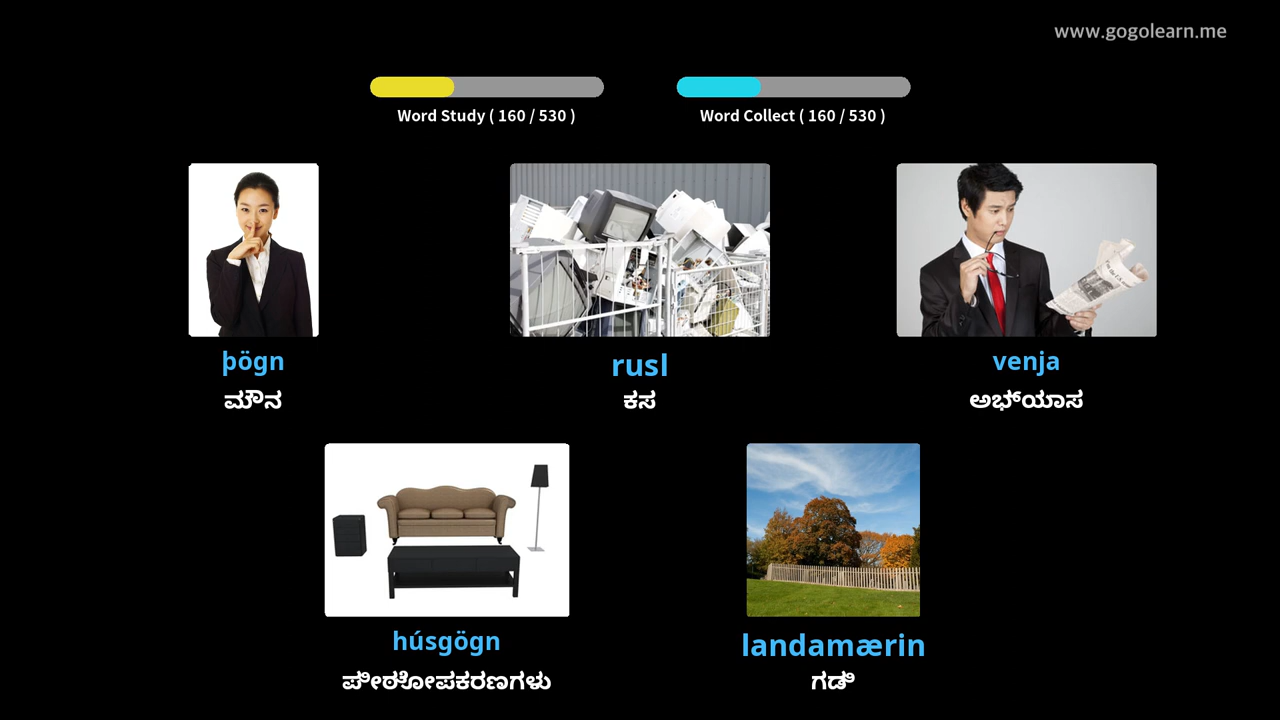 www.gogolearn.me
Word Study ( 160 / 530 )
Word Collect ( 160 / 530 )
þögn
ಮೌನ
rusl
ಕಸ
venja
ಅಭ್ಯಾಸ
húsgögn
ಪೀಠೋಪಕರಣಗಳು
landamærin
ಗಡಿ